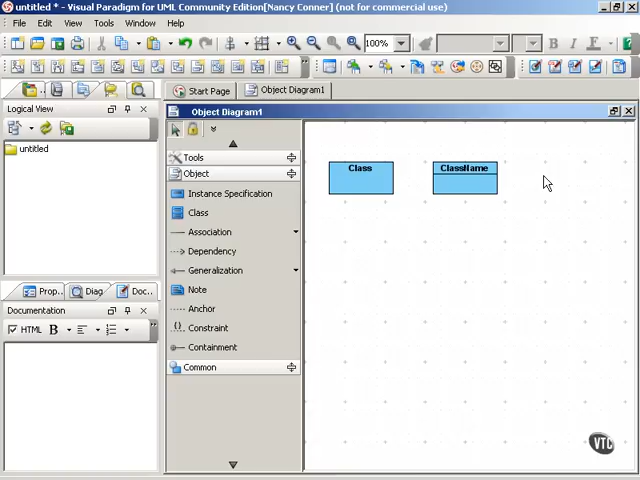 untitled * - Visual Paradigm for UML Community Edition[Nancy Conner] (not for commercial use)
File Edit View Tools Window Help
100%
B I F
Start Page Object Diagram1
Logical View
Object Diagram1
untitled
Tools
Object
Instance Specification
Class
Association
Dependency
Generalization
Note
Anchor
Constraint
Containment
Common
Class
ClassName
Prop... Diag Doc...
Documentation
HTML B
VTC